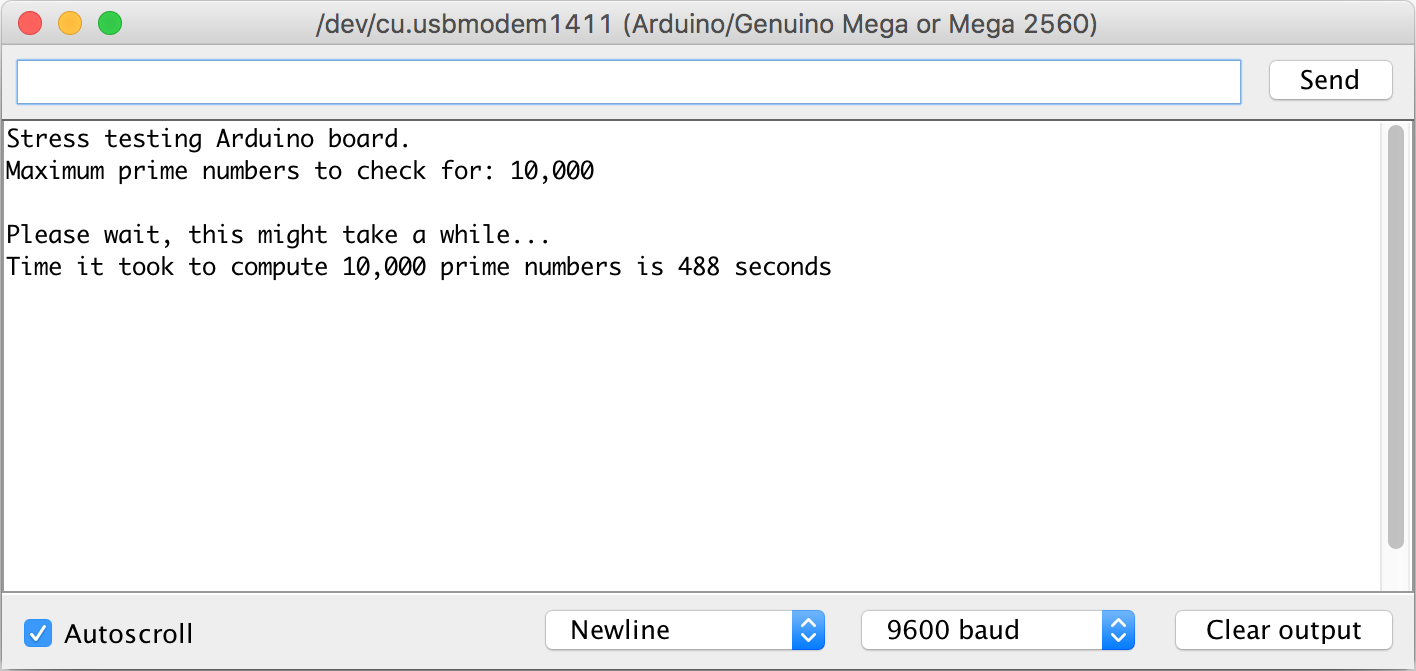 /dev/cu.usbmodem1411 (Arduino/Genuino Mega or Mega 2560)
Send
Stress testing Arduino board.
Maximum prime numbers to check for: 10,000
Please wait, this might take a while...
Time it took to compute 10,000 prime numbers is 488 seconds
Autoscroll
Newline
9600 baud
Clear output